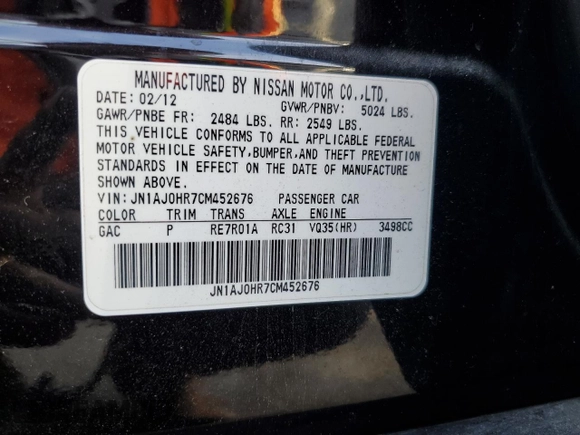 MANUFACTURED BY NISSAN MOTOR CO.,LTD.
DATE: 02/12 GVWR/PNBV: 5024 LBS.
GAWR/PNBE FR: 2484 LBS. RR: 2549 LBS.
THIS VEHICLE CONFORMS TO ALL APPLICABLE FEDERAL
MOTOR VEHICLE SAFETY,BUMPER,AND THEFT PREVENTION
STANDARDS IN EFFECT ON THE DATE OF MANUFACTURE
SHOWN ABOVE.
VIN: JN1AJ0HR7CM452676 PASSENGER CAR
COLOR TRIM TRANS AXLE ENGINE
GAC P RE7R01A RC31 VQ35(HR) 3498CC
JN1AJ0HR7CM452676